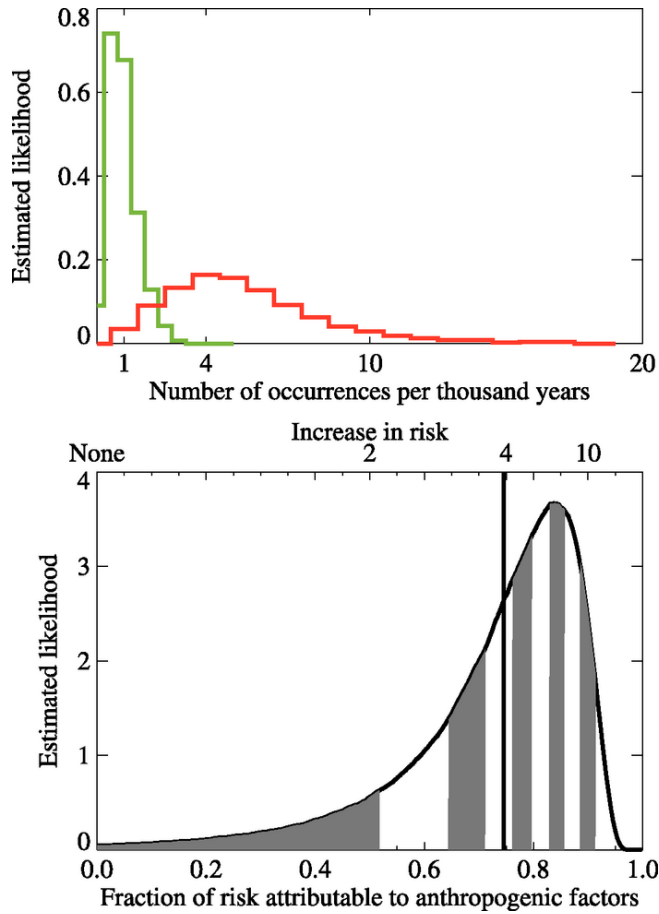 0.8
0.6
0.4
0.2
0
Estimated likelihood
1 4 10 20
Number of occurrences per thousand years
Increase in risk
None 2 4 10
4
3
2
1
0
Estimated likelihood
0.0 0.2 0.4 0.6 0.8 1.0
Fraction of risk attributable to anthropogenic factors